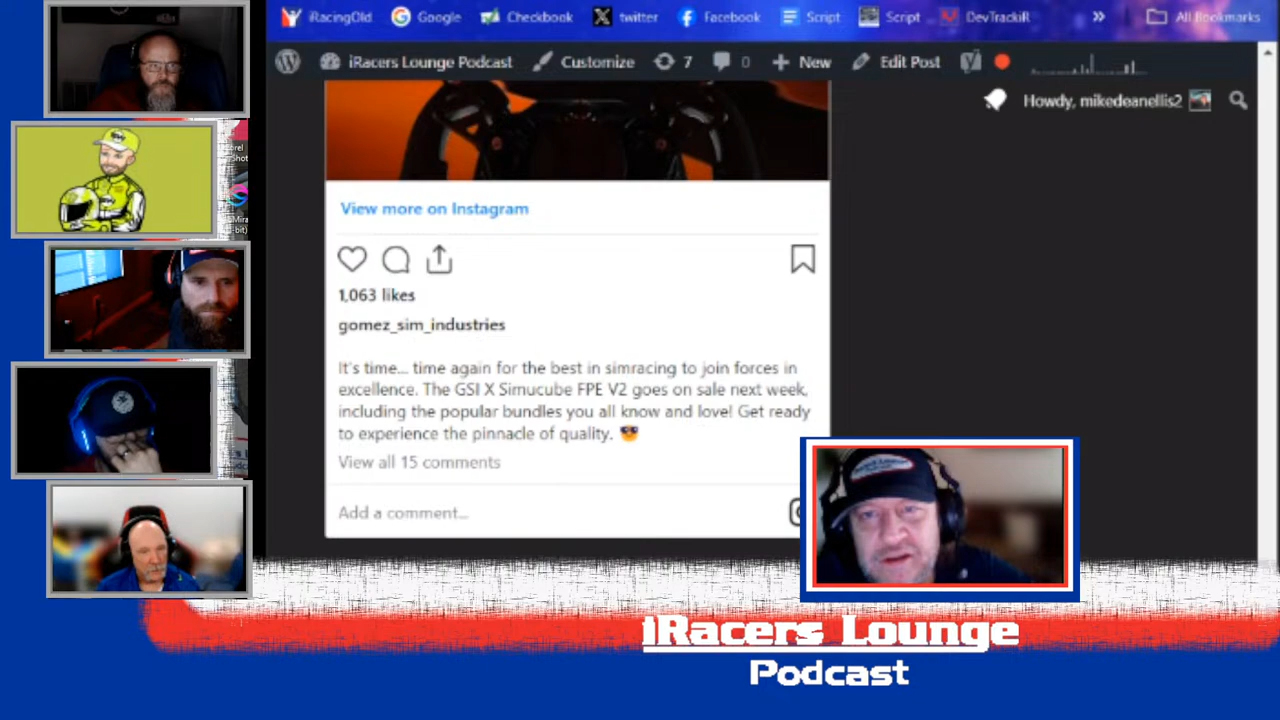 iRacingOld Google Checkbook twitter Facebook Script Script DevTrackiR » All Bookmarks
iRacers Lounge Podcast Customize 7 0 New Edit Post
Howdy, mikedeanellis2
View more on Instagram
1,063 likes
gomez_sim_industries
It's time... time again for the best in simracing to join forces in
excellence. The GSI X Simucube FPE V2 goes on sale next week,
including the popular bundles you all know and love! Get ready
to experience the pinnacle of quality.
View all 15 comments
Add a comment...
iRacers Lounge
Podcast